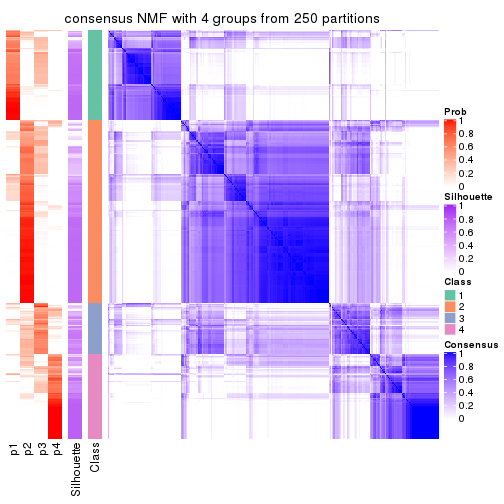 consensus NMF with 4 groups from 250 partitions
Prob
1
0.8
0.6
0.4
0.2
0
Silhouette
1
0.8
0.6
0.4
0.2
0
Class
1
2
3
4
Consensus
1
0.8
0.6
0.4
0.2
0
p1
p2
p3
p4
Silhouette
Class